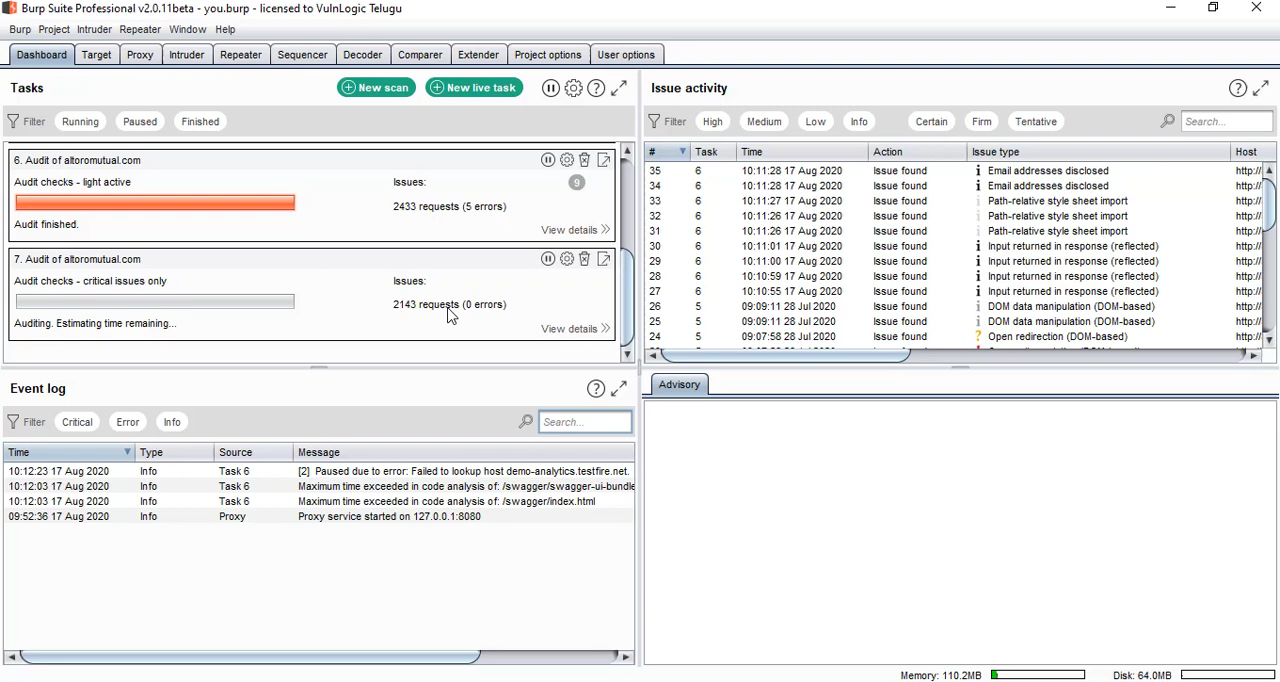 Burp Suite Professional v2.0.11beta - you.burp - licensed to VulnLogic Telugu
Burp Project Intruder Repeater Window Help
Dashboard Target Proxy Intruder Repeater Sequencer Decoder Comparer Extender Project options User options
Tasks
New scan
New live task
Filter Running Paused Finished
6. Audit of altoromutual.com
Audit checks - light active
Issues: 9
2433 requests (5 errors)
Audit finished.
View details
7. Audit of altoromutual.com
Audit checks - critical issues only
Issues:
2143 requests (0 errors)
Auditing. Estimating time remaining...
View details
Issue activity
Filter High Medium Low Info Certain Firm Tentative Search...
# Task Time Action Issue type Host
35 6 10:11:28 17 Aug 2020 Issue found Email addresses disclosed http://
34 6 10:11:28 17 Aug 2020 Issue found Email addresses disclosed http://
33 6 10:11:27 17 Aug 2020 Issue found Path-relative style sheet import http://
32 6 10:11:26 17 Aug 2020 Issue found Path-relative style sheet import http://
31 6 10:11:26 17 Aug 2020 Issue found Path-relative style sheet import http://
30 6 10:11:01 17 Aug 2020 Issue found Input returned in response (reflected) http://
29 6 10:11:00 17 Aug 2020 Issue found Input returned in response (reflected) http://
28 6 10:10:59 17 Aug 2020 Issue found Input returned in response (reflected) http://
27 6 10:10:55 17 Aug 2020 Issue found Input returned in response (reflected) http://
26 5 09:09:11 28 Jul 2020 Issue found DOM data manipulation (DOM-based) http://
25 5 09:09:11 28 Jul 2020 Issue found DOM data manipulation (DOM-based) http://
24 5 09:07:58 28 Jul 2020 Issue found Open redirection (DOM-based) http://
Event log
Filter Critical Error Info Search...
Time Type Source Message
10:12:23 17 Aug 2020 Info Task 6 [2] Paused due to error: Failed to lookup host demo-analytics.testfire.net.
10:12:03 17 Aug 2020 Info Task 6 Maximum time exceeded in code analysis of: /swagger/swagger-ui-bundle
10:12:03 17 Aug 2020 Info Task 6 Maximum time exceeded in code analysis of: /swagger/index.html
09:52:36 17 Aug 2020 Info Proxy Proxy service started on 127.0.0.1:8080
Advisory
Memory: 110.2MB Disk: 64.0MB